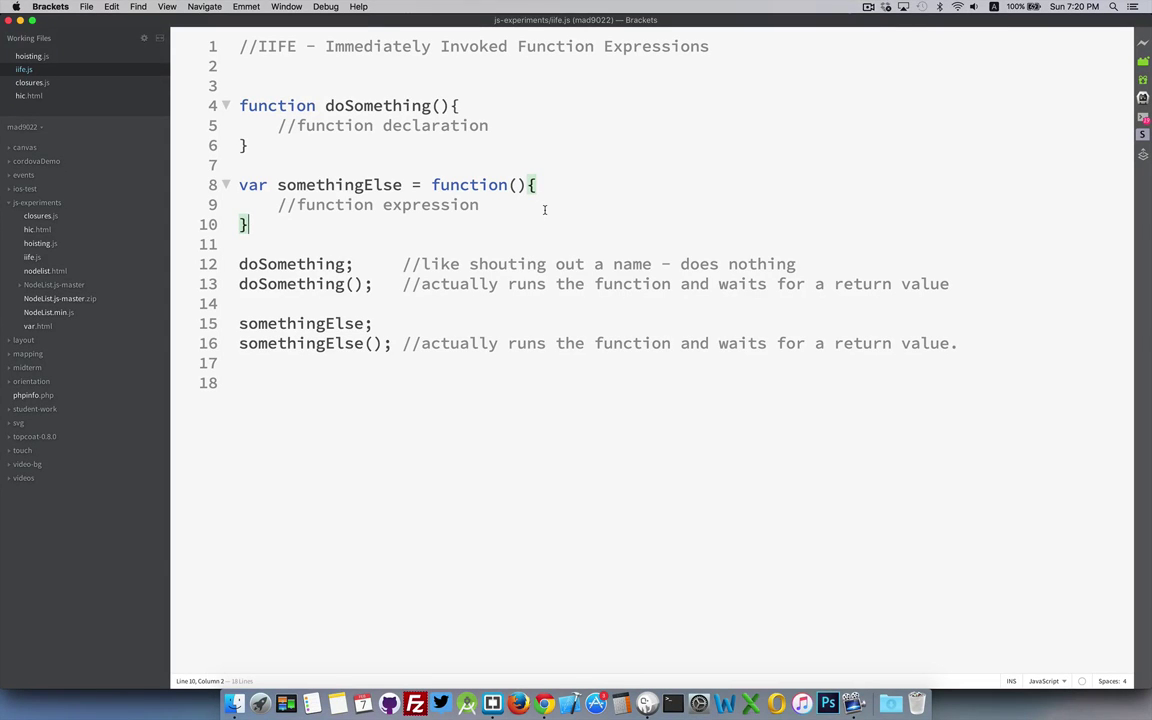 Brackets File Edit Find View Navigate Emmet Window Debug Help
100% Sun 7:20 PM
js-experiments/iife.js (mad9022) — Brackets
Working Files
hoisting.js
iife.js
closures.js
hic.html
mad9022
canvas
cordovaDemo
events
ios-test
js-experiments
closures.js
hic.html
hoisting.js
iife.js
nodelist.html
NodeList.js-master
NodeList.js-master.zip
NodeList.min.js
var.html
layout
mapping
midterm
orientation
phpinfo.php
student-work
svg
topcoat-0.8.0
touch
video-bg
videos
1 //IIFE - Immediately Invoked Function Expressions
2
3
4 function doSomething(){
5 //function declaration
6 }
7
8 var somethingElse = function(){
9 //function expression
10 }
11
12 doSomething; //like shouting out a name - does nothing
13 doSomething(); //actually runs the function and waits for a return value
14
15 somethingElse;
16 somethingElse(); //actually runs the function and waits for a return value.
17
18
Line 10, Column 2 — 18 Lines
INS JavaScript Spaces: 4